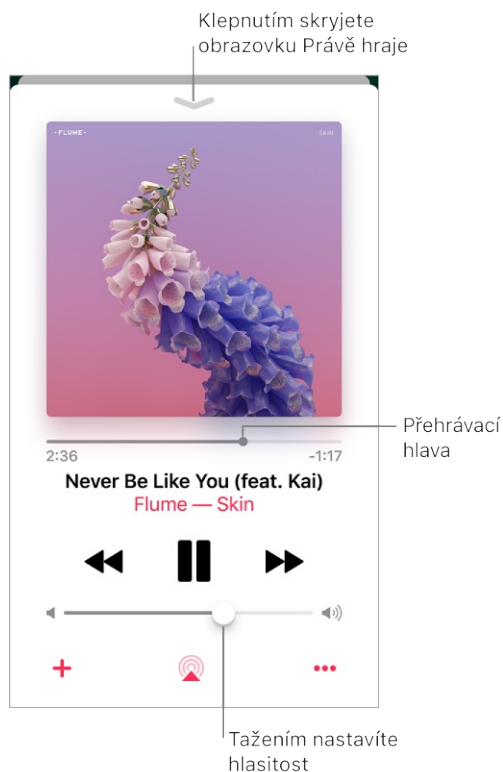 Klepnutím skryjete
obrazovku Právě hraje
·FLUME·
SKIN
Přehrávací
hlava
2:36
-1:17
Never Be Like You (feat. Kai)
Flume — Skin
Tažením nastavíte
hlasitost